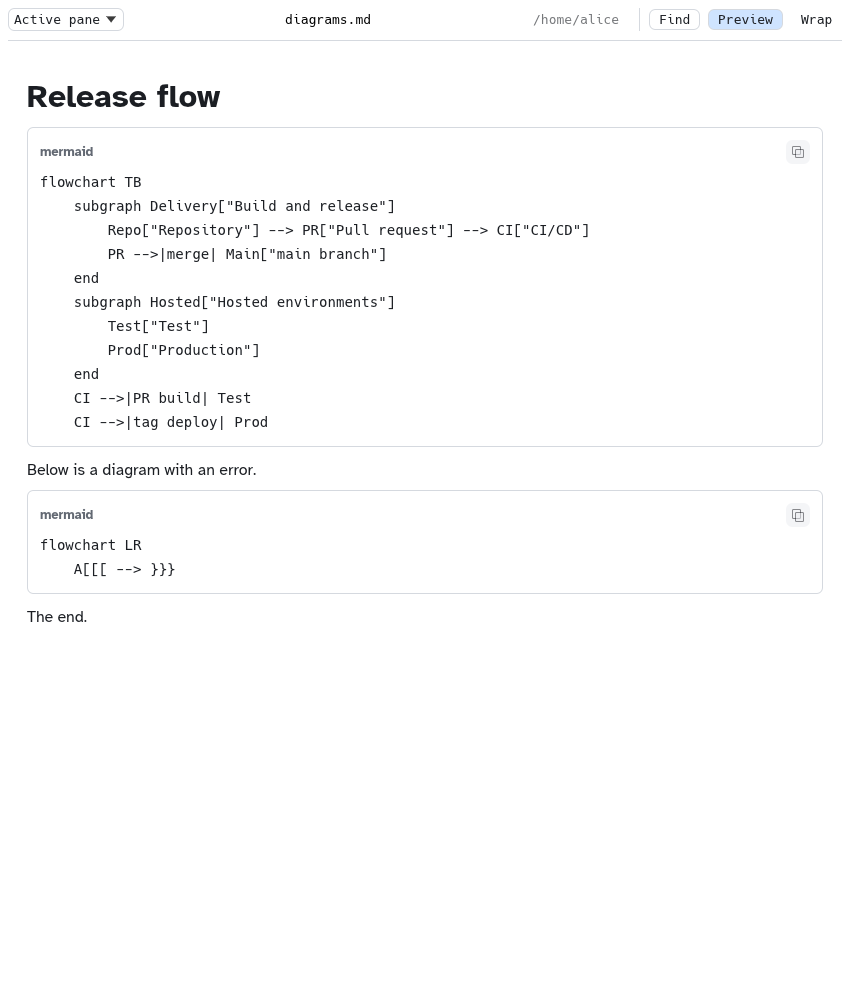 Active pane diagrams.md /home/alice Find Preview Wrap
Release flow
mermaid
flowchart TB
    subgraph Delivery["Build and release"]
        Repo["Repository"] --> PR["Pull request"] --> CI["CI/CD"]
        PR -->|merge| Main["main branch"]
    end
    subgraph Hosted["Hosted environments"]
        Test["Test"]
        Prod["Production"]
    end
    CI -->|PR build| Test
    CI -->|tag deploy| Prod
Below is a diagram with an error.
mermaid
flowchart LR
    A[[[ --> }}}
The end.